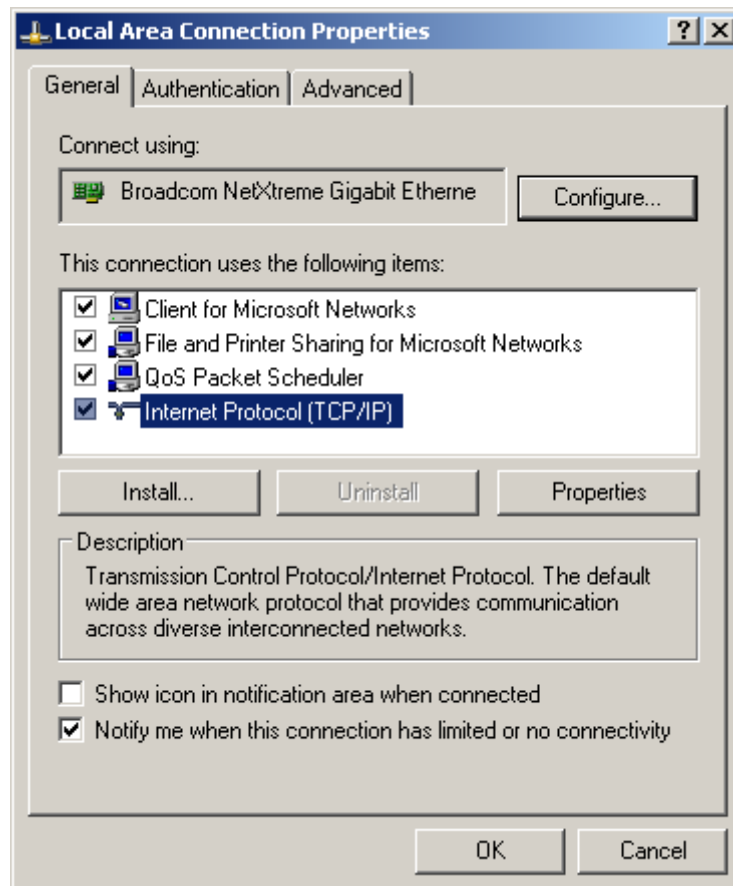 Local Area Connection Properties
General Authentication Advanced
Connect using:
Broadcom NetXtreme Gigabit Etherne
Configure...
This connection uses the following items:
Client for Microsoft Networks
File and Printer Sharing for Microsoft Networks
QoS Packet Scheduler
Internet Protocol (TCP/IP)
Install... Uninstall Properties
Description
Transmission Control Protocol/Internet Protocol. The default
wide area network protocol that provides communication
across diverse interconnected networks.
Show icon in notification area when connected
Notify me when this connection has limited or no connectivity
OK Cancel